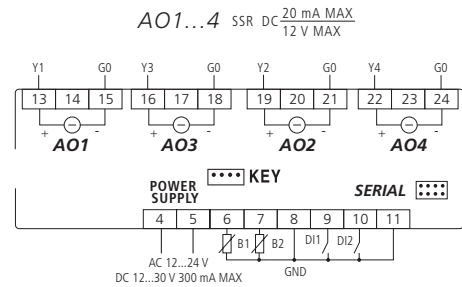 AO1...4 SSR DC 20 mA MAX
12 V MAX
Y1 G0 Y3 G0 Y2 G0 Y4 G0
13 14 15 16 17 18 19 20 21 22 23 24
+ - + - + - + -
AO1 AO3 AO2 AO4
KEY
POWER
SUPPLY
SERIAL
4 5 6 7 8 9 10 11
B1 B2 DI1 DI2
AC 12...24 V
GND
DC 12...30 V 300 mA MAX